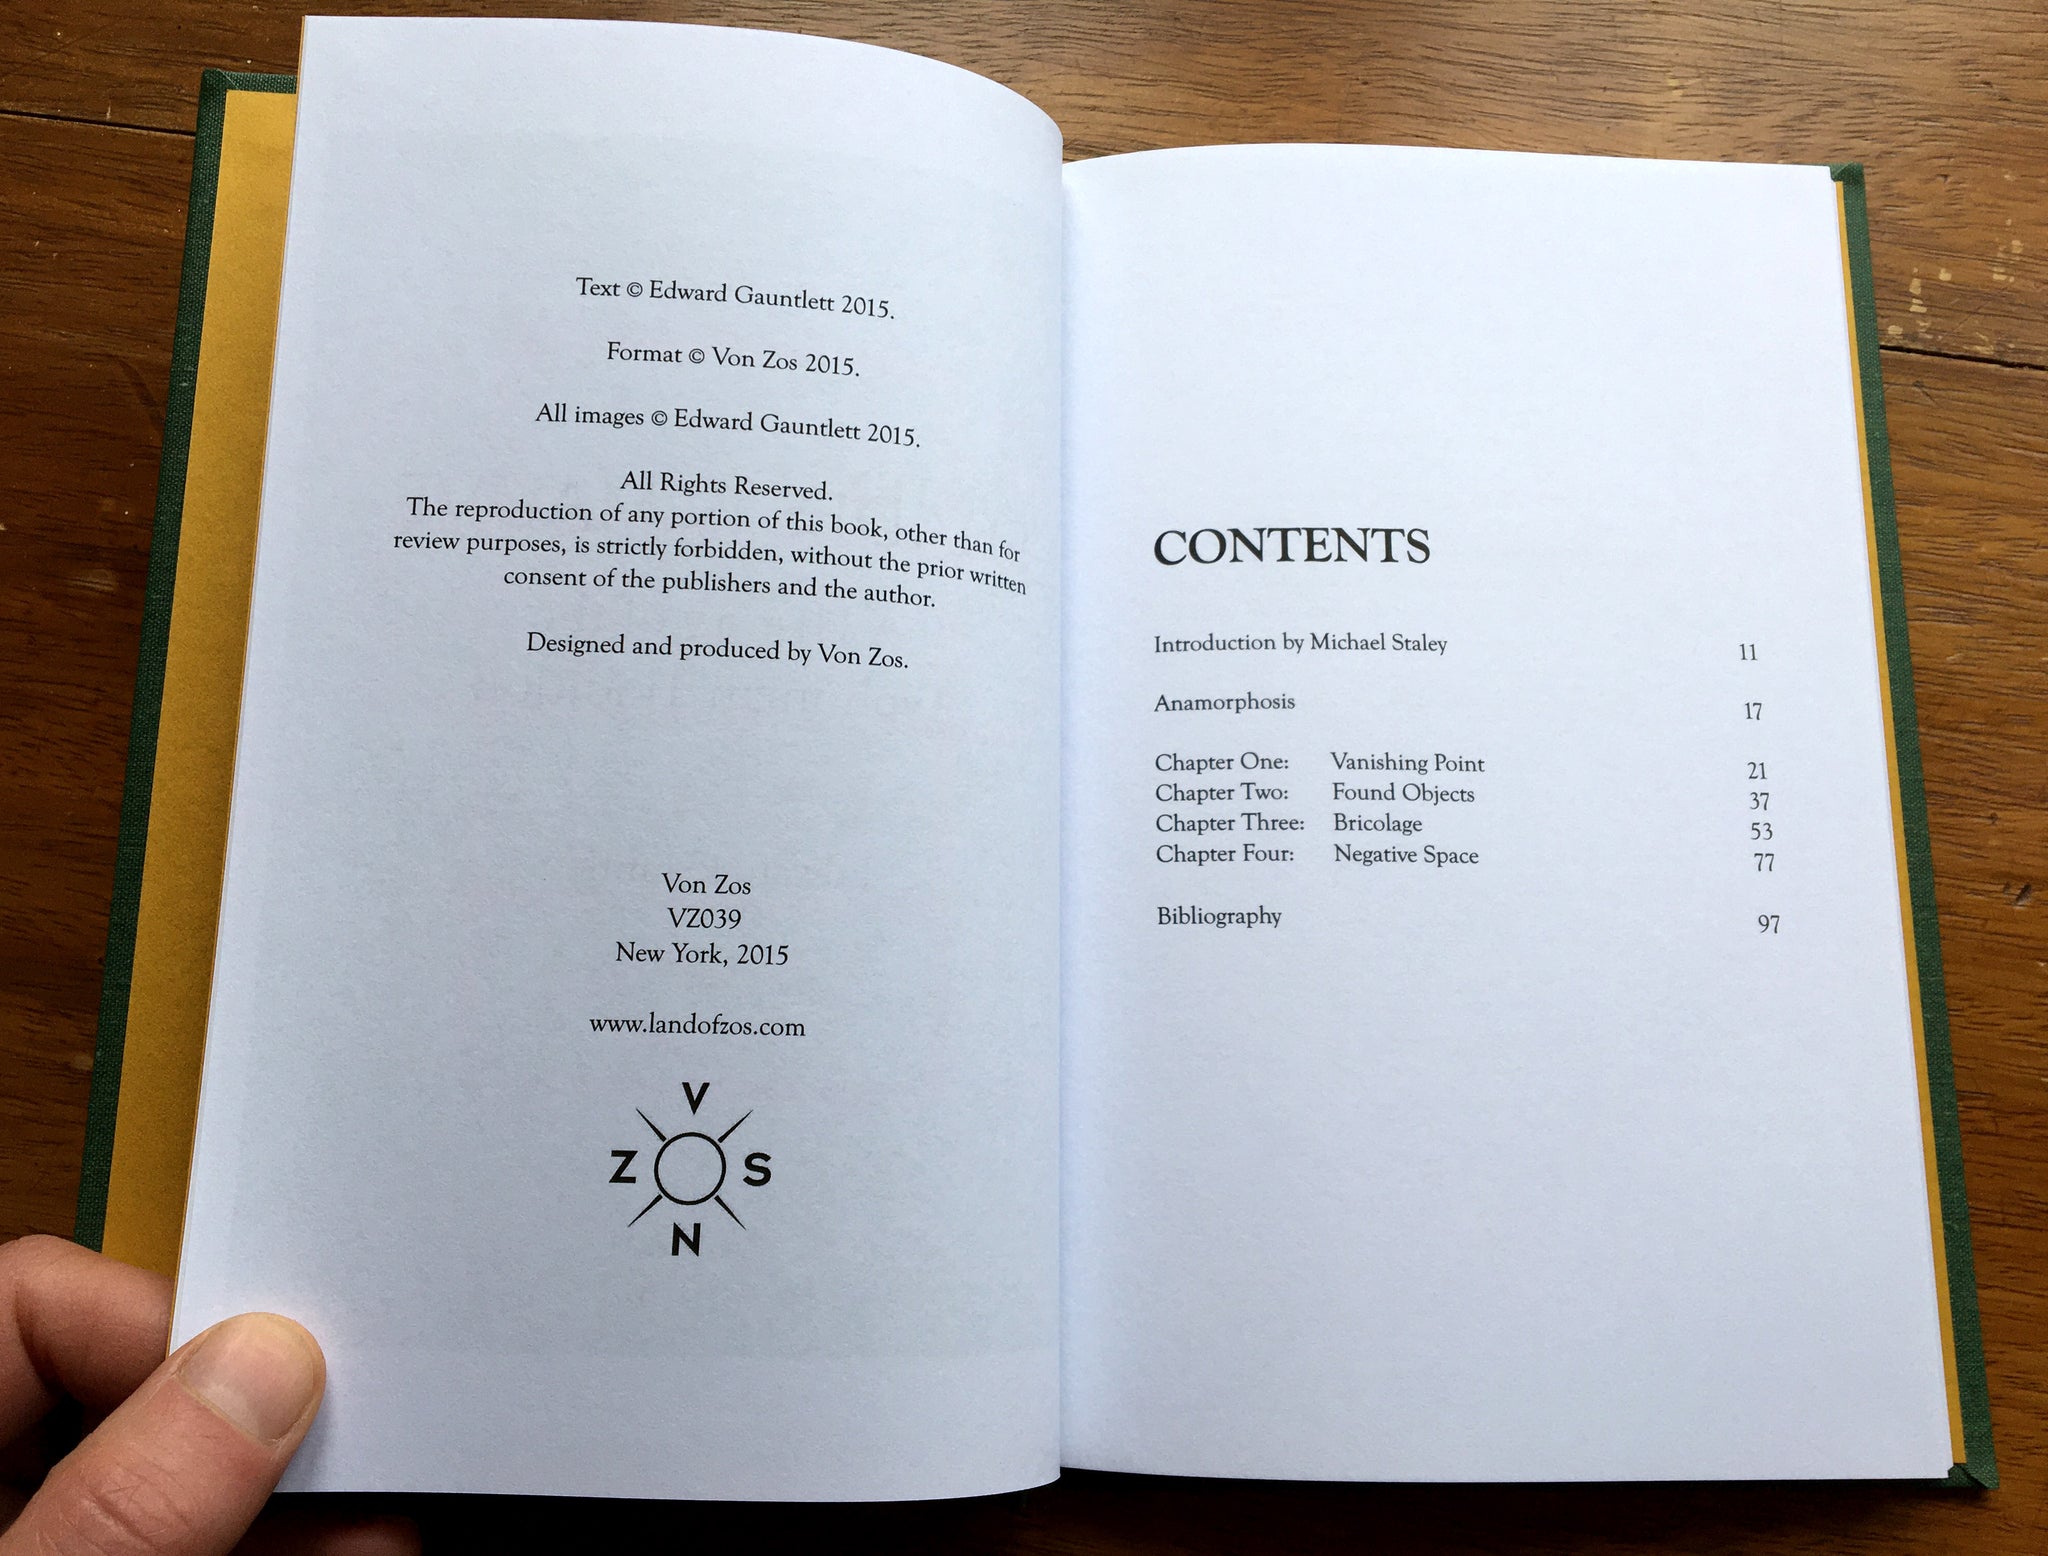 Text © Edward Gauntlett 2015.
Format © Von Zos 2015.
All images © Edward Gauntlett 2015.
All Rights Reserved.
The reproduction of any portion of this book, other than for
review purposes, is strictly forbidden, without the prior written
consent of the publishers and the author.
Designed and produced by Von Zos.
Von Zos
VZ039
New York, 2015
www.landofzos.com
V
Z S
N
CONTENTS
Introduction by Michael Staley 11
Anamorphosis 17
Chapter One: Vanishing Point 21
Chapter Two: Found Objects 37
Chapter Three: Bricolage 53
Chapter Four: Negative Space 77
Bibliography 97